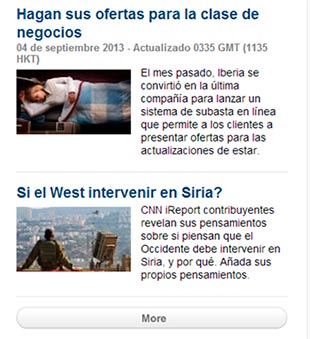 Hagan sus ofertas para la clase de
negocios
04 de septiembre 2013 - Actualizado 0335 GMT (1135
HKT)
El mes pasado, Iberia se
convirtió en la última
compañía para lanzar un
sistema de subasta en línea
que permite a los clientes a
presentar ofertas para las
actualizaciones de estar.
Si el West intervenir en Siria?
CNN iReport contribuyentes
revelan sus pensamientos
sobre si piensan que el
Occidente debe intervenir en
Siria, y por qué. Añada sus
propios pensamientos.
More